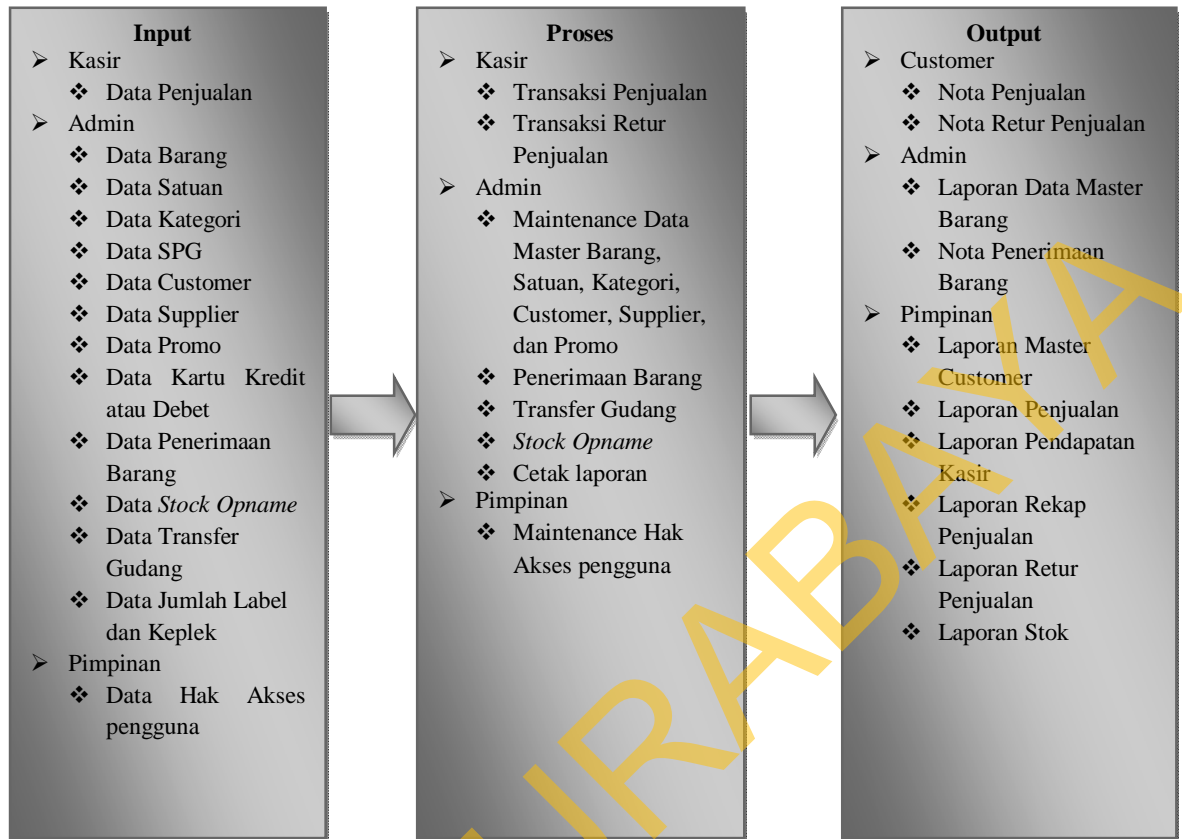 Input
➢ Kasir
❖ Data Penjualan
➢ Admin
❖ Data Barang
❖ Data Satuan
❖ Data Kategori
❖ Data SPG
❖ Data Customer
❖ Data Supplier
❖ Data Promo
❖ Data Kartu Kredit
atau Debet
❖ Data Penerimaan
Barang
❖ Data Stock Opname
❖ Data Transfer
Gudang
❖ Data Jumlah Label
dan Keplek
➢ Pimpinan
❖ Data Hak Akses
pengguna
Proses
➢ Kasir
❖ Transaksi Penjualan
❖ Transaksi Retur
Penjualan
➢ Admin
❖ Maintenance Data
Master Barang,
Satuan, Kategori,
Customer, Supplier,
dan Promo
❖ Penerimaan Barang
❖ Transfer Gudang
❖ Stock Opname
❖ Cetak laporan
➢ Pimpinan
❖ Maintenance Hak
Akses pengguna
Output
➢ Customer
❖ Nota Penjualan
❖ Nota Retur Penjualan
➢ Admin
❖ Laporan Data Master
Barang
❖ Nota Penerimaan
Barang
➢ Pimpinan
❖ Laporan Master
Customer
❖ Laporan Penjualan
❖ Laporan Pendapatan
Kasir
❖ Laporan Rekap
Penjualan
❖ Laporan Retur
Penjualan
❖ Laporan Stok
URABAYA